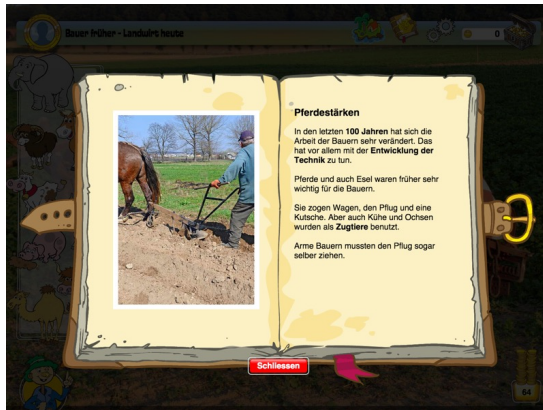 Bauer früher - Landwirt heute
0
Pferdestärken
In den letzten 100 Jahren hat sich die
Arbeit der Bauern sehr verändert. Das
hat vor allem mit der Entwicklung der
Technik zu tun.
Pferde und auch Esel waren früher sehr
wichtig für die Bauern.
Sie zogen Wagen, den Pflug und eine
Kutsche. Aber auch Kühe und Ochsen
wurden als Zugtiere benutzt.
Arme Bauern mussten den Pflug sogar
selber ziehen.
Schliessen
64